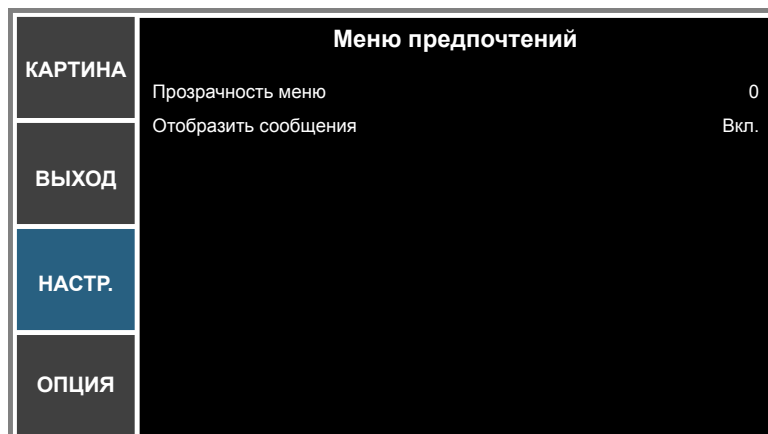 Меню предпочтений
КАРТИНА
Прозрачность меню 0
Отобразить сообщения Вкл.
ВЫХОД
НАСТР.
ОПЦИЯ